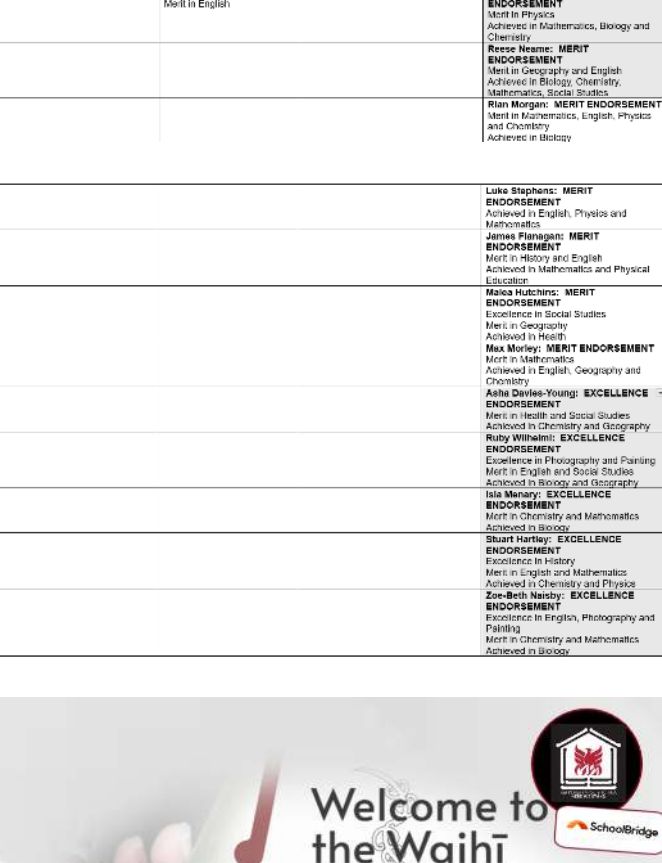 Merit in English
ENDORSEMENT
Merit in Physics
Achieved in Mathematics, Biology and
Chemistry
Reese Neame: MERIT
ENDORSEMENT
Merit in Geography and English
Achieved in Biology, Chemistry,
Mathematics, Social Studies
Rian Morgan: MERIT ENDORSEMENT
Merit in Mathematics, English, Physics
and Chemistry
Achieved in Biology
Luke Stephens: MERIT
ENDORSEMENT
Achieved in English, Physics and
Mathematics
James Flanagan: MERIT
ENDORSEMENT
Merit in History and English
Achieved in Mathematics and Physical
Education
Malea Hutchins: MERIT
ENDORSEMENT
Excellence in Social Studies
Merit in Geography
Achieved in Health
Max Morley: MERIT ENDORSEMENT
Merit in Mathematics
Achieved in English, Geography and
Chemistry
Asha Davies-Young: EXCELLENCE
ENDORSEMENT
Merit in Health and Social Studies
Achieved in Chemistry and Geography
Ruby Wilhelmi: EXCELLENCE
ENDORSEMENT
Excellence in Photography and Painting
Merit in English and Social Studies
Achieved in Biology and Geography
Isla Menary: EXCELLENCE
ENDORSEMENT
Merit in Chemistry and Mathematics
Achieved in Biology
Stuart Hartley: EXCELLENCE
ENDORSEMENT
Excellence in History
Merit in English and Mathematics
Achieved in Chemistry and Physics
Zoe-Beth Naisby: EXCELLENCE
ENDORSEMENT
Excellence in English, Photography and
Painting
Merit in Chemistry and Mathematics
Achieved in Biology
Welcome to
the Waihī
SchoolBridge